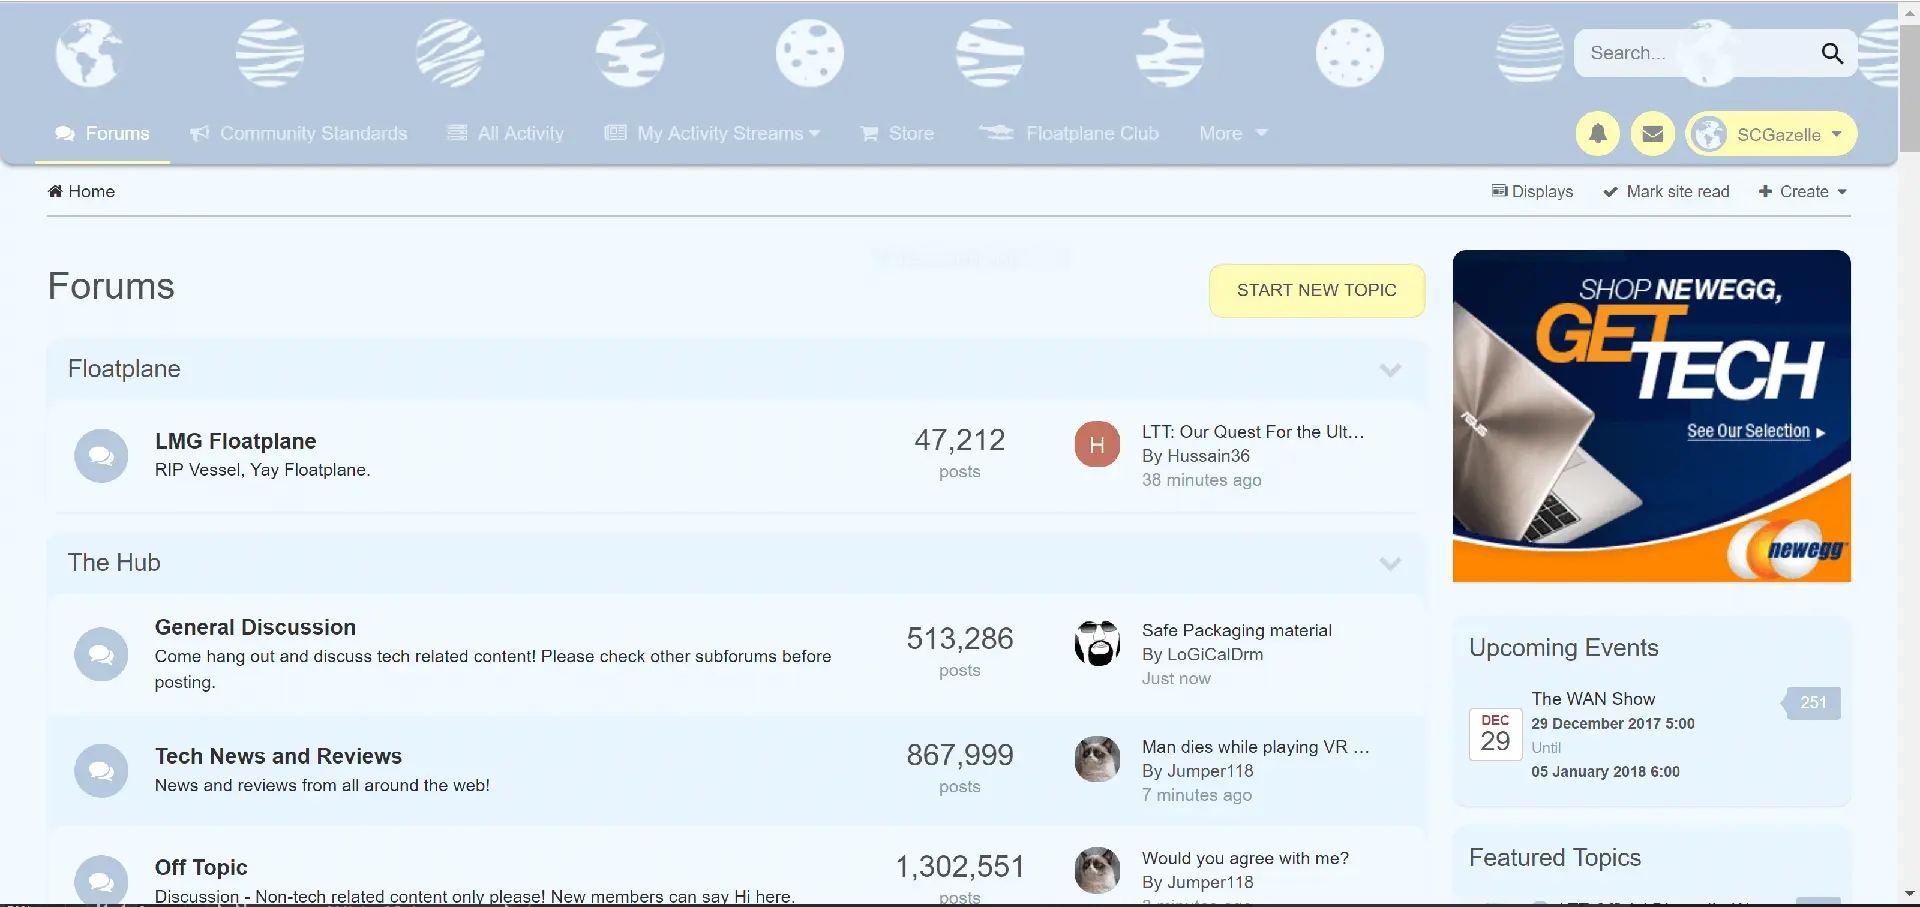 Search...
Forums
Community Standards
All Activity
My Activity Streams
Store
Floatplane Club
More
SCGazelle
Home
Displays
Mark site read
Create
Forums
START NEW TOPIC
Floatplane
LMG Floatplane
RIP Vessel, Yay Floatplane.
47,212
posts
H
LTT: Our Quest For the Ult...
By Hussain36
38 minutes ago
The Hub
General Discussion
Come hang out and discuss tech related content! Please check other subforums before
posting.
513,286
posts
Safe Packaging material
By LoGiCalDrm
Just now
Tech News and Reviews
News and reviews from all around the web!
867,999
posts
Man dies while playing VR ...
By Jumper118
7 minutes ago
Off Topic
Discussion - Non-tech related content only please! New members can say Hi here.
1,302,551
posts
Would you agree with me?
By Jumper118
SHOP NEWEGG,
GET
TECH
See Our Selection
ASUS
newegg
Upcoming Events
DEC
29
The WAN Show
251
29 December 2017 5:00
Until
05 January 2018 6:00
Featured Topics